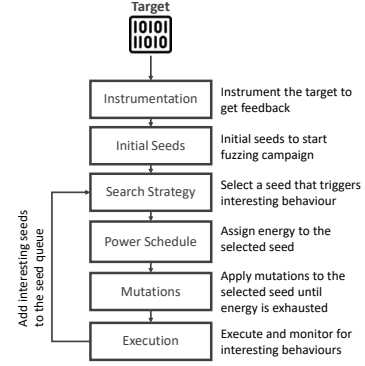 Target
10101
11010
Instrumentation
Instrument the target to
get feedback
Initial Seeds
Initial seeds to start
fuzzing campaign
Search Strategy
Select a seed that triggers
interesting behaviour
Power Schedule
Assign energy to the
selected seed
Mutations
Apply mutations to the
selected seed until
energy is exhausted
Execution
Execute and monitor for
interesting behaviours
Add interesting seeds
to the seed queue